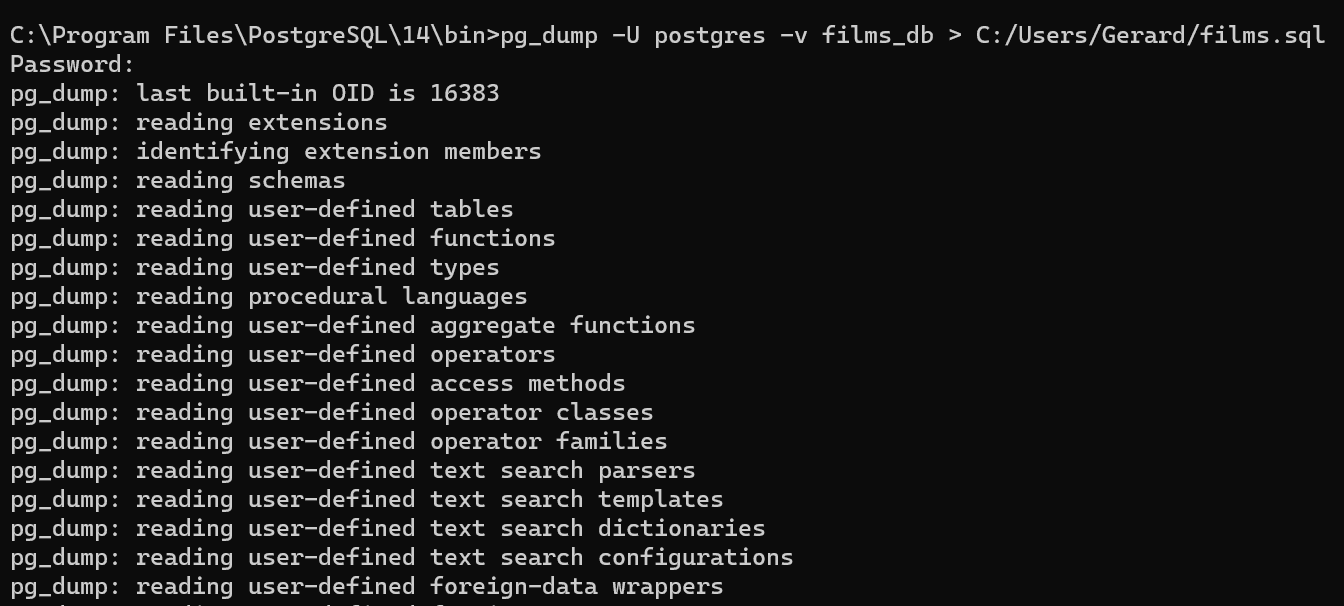 C:\Program Files\PostgreSQL\14\bin>pg_dump -U postgres -v films_db > C:/Users/Gerard/films.sql
Password:
pg_dump: last built-in OID is 16383
pg_dump: reading extensions
pg_dump: identifying extension members
pg_dump: reading schemas
pg_dump: reading user-defined tables
pg_dump: reading user-defined functions
pg_dump: reading user-defined types
pg_dump: reading procedural languages
pg_dump: reading user-defined aggregate functions
pg_dump: reading user-defined operators
pg_dump: reading user-defined access methods
pg_dump: reading user-defined operator classes
pg_dump: reading user-defined operator families
pg_dump: reading user-defined text search parsers
pg_dump: reading user-defined text search templates
pg_dump: reading user-defined text search dictionaries
pg_dump: reading user-defined text search configurations
pg_dump: reading user-defined foreign-data wrappers